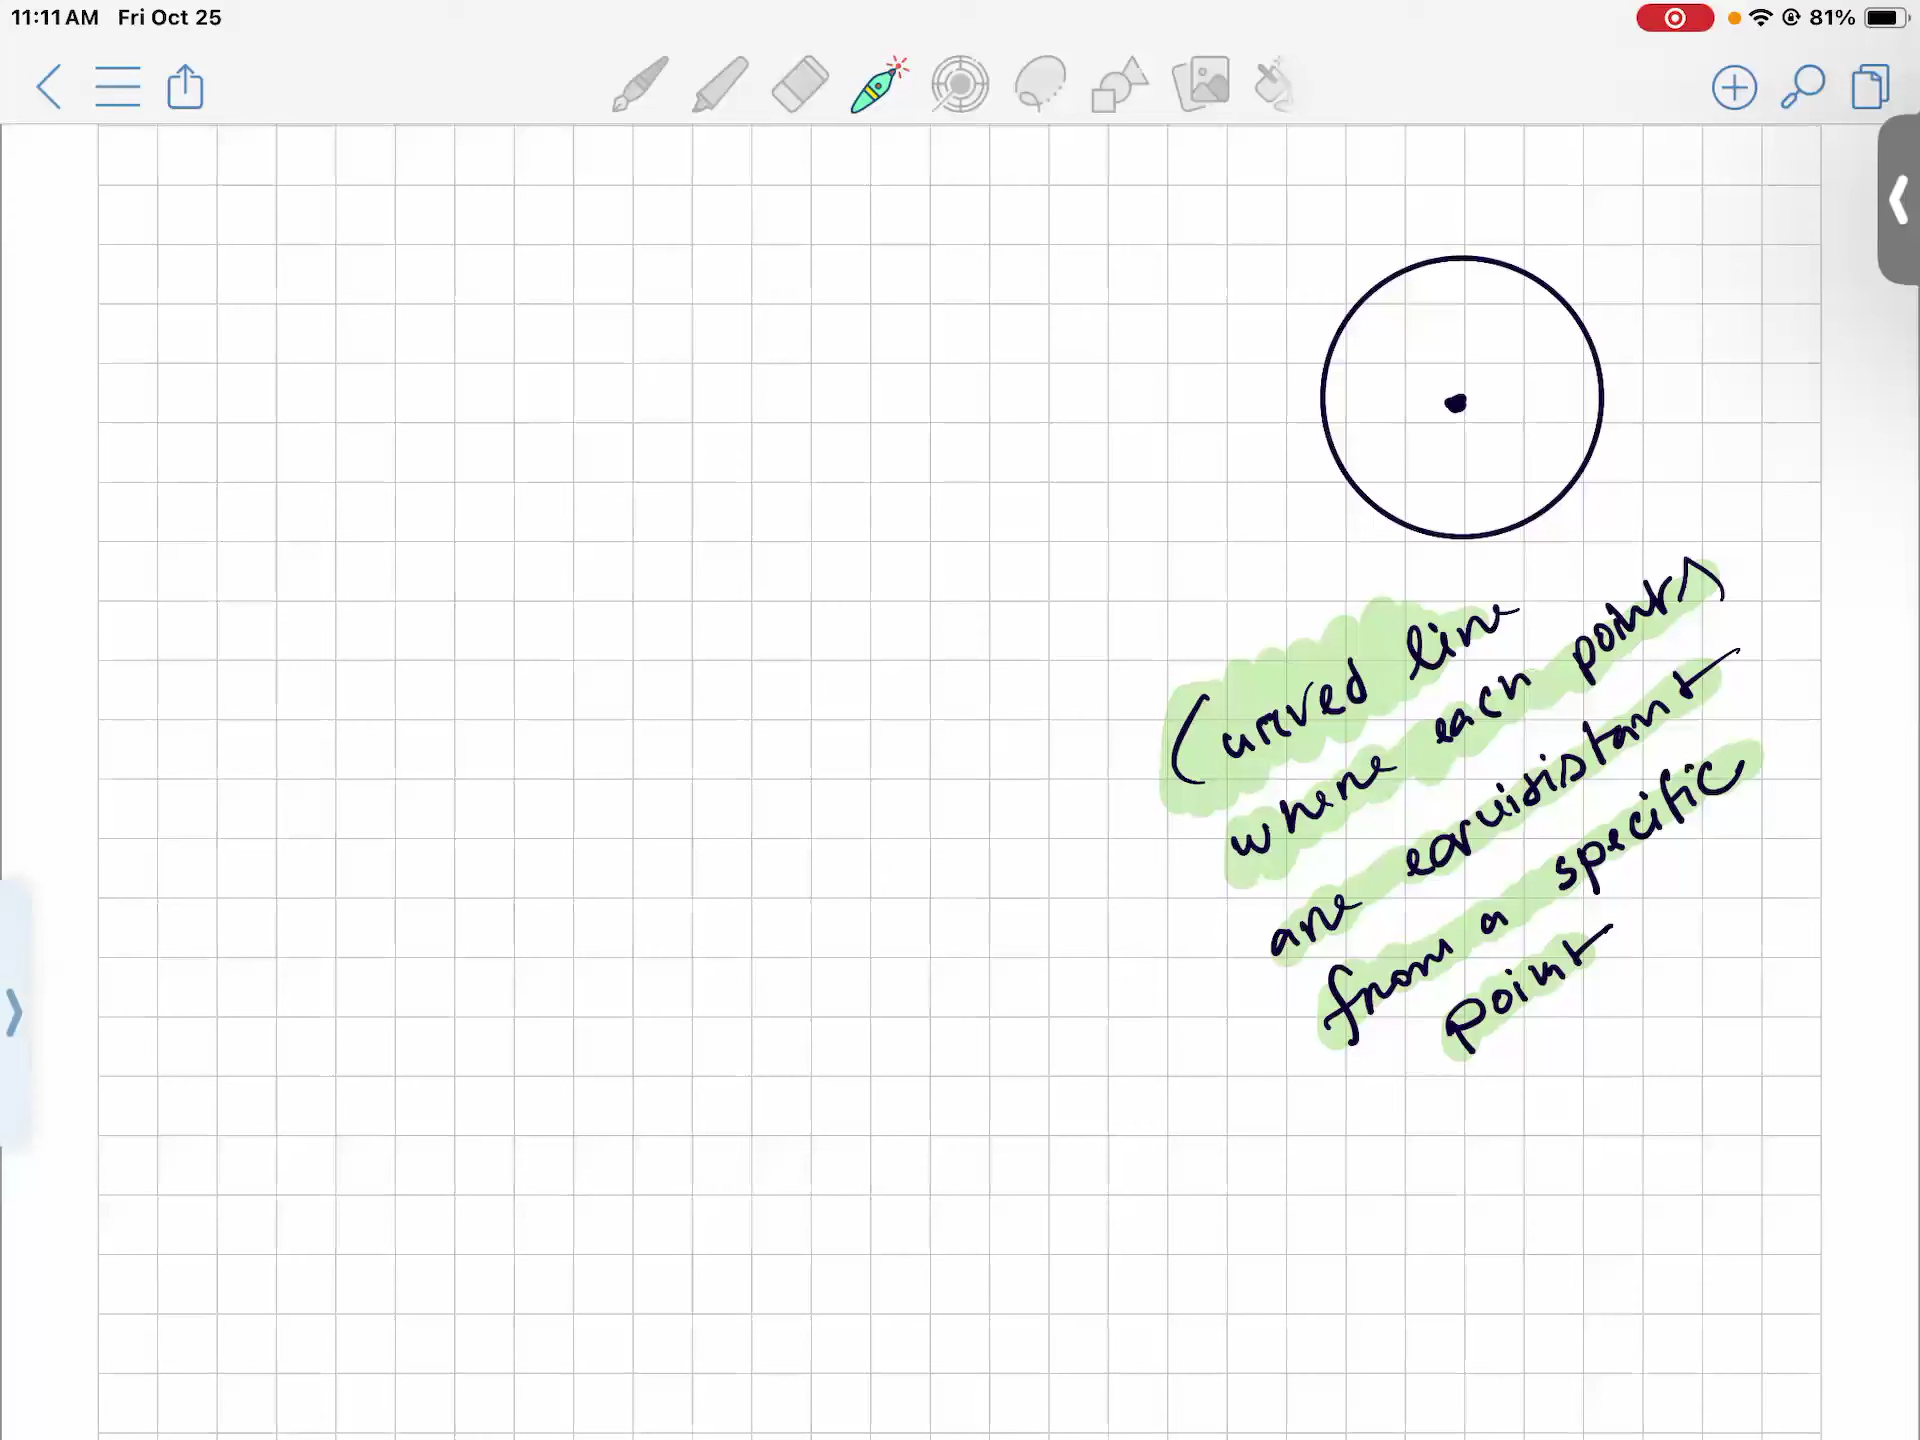 11:11 AM Fri Oct 25
81%
Curved line
where each points
are equidistant
from a specific
point